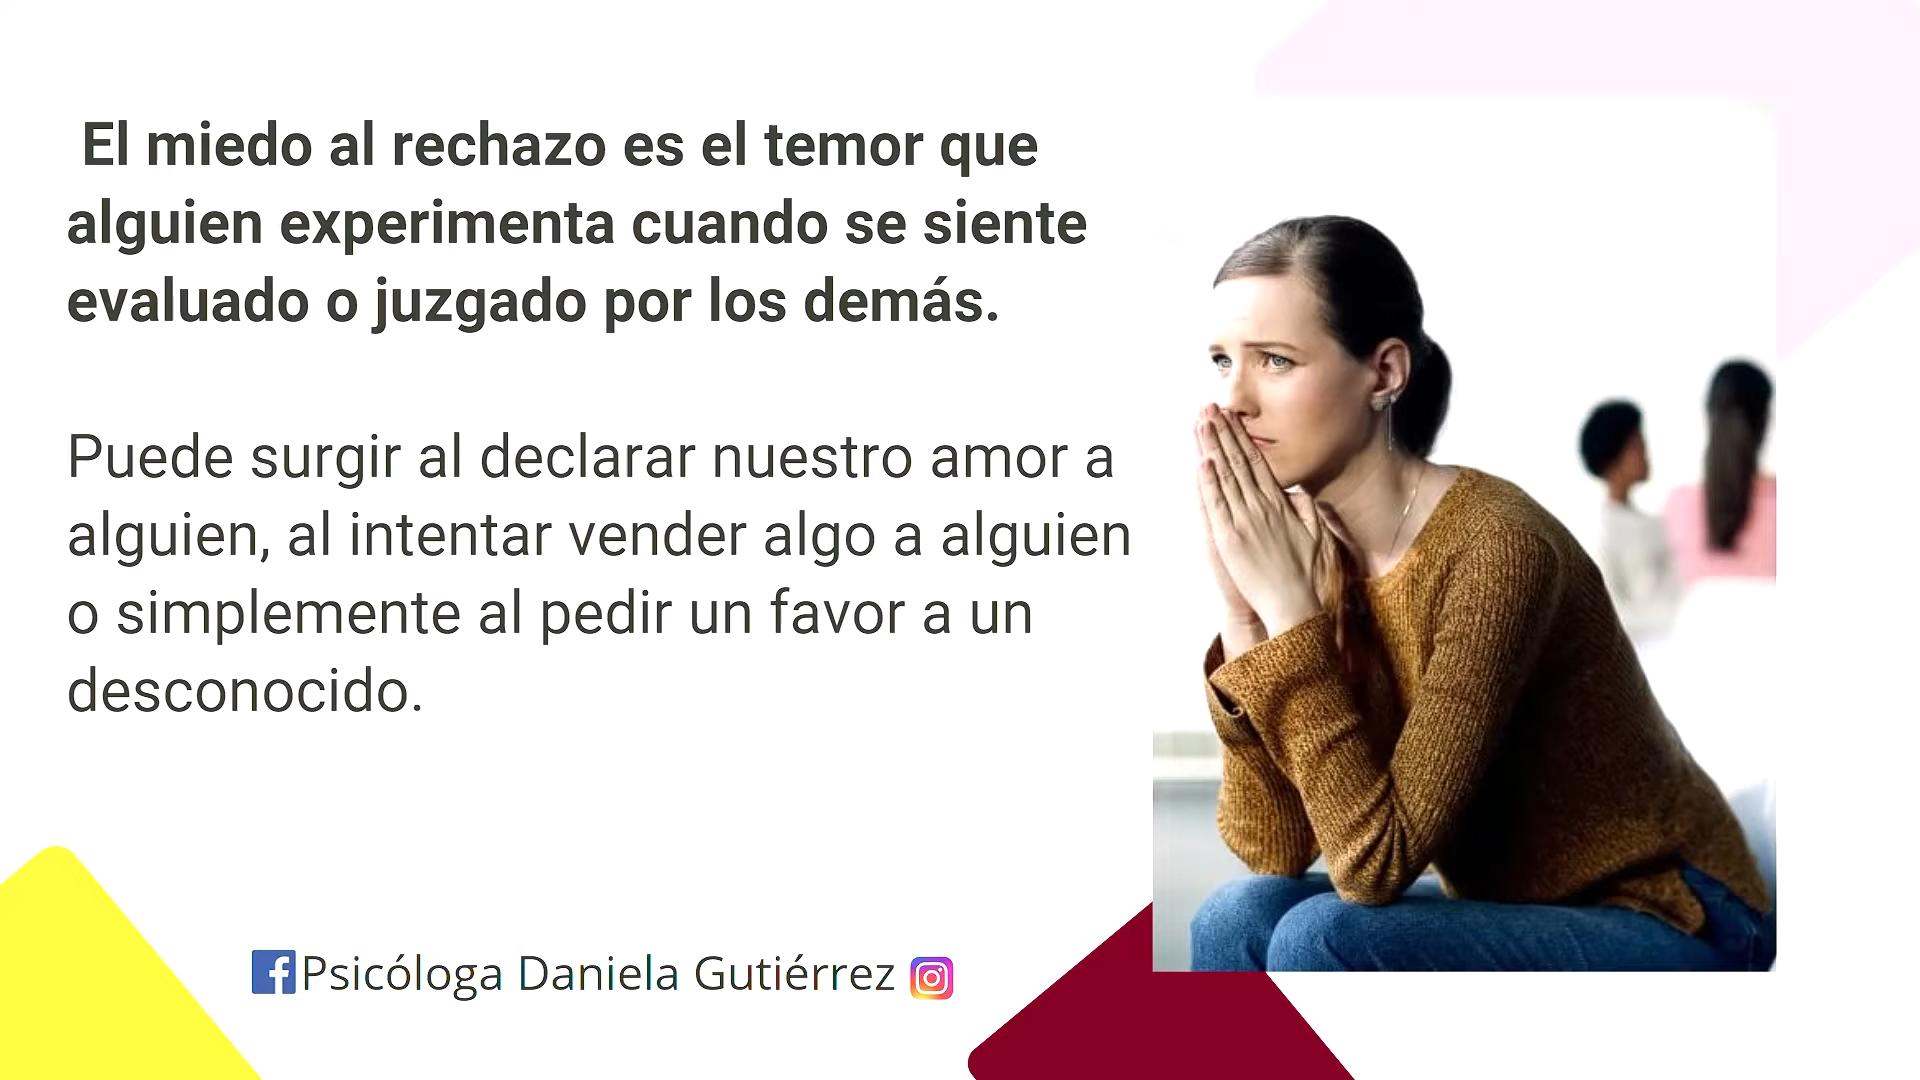 El miedo al rechazo es el temor que
alguien experimenta cuando se siente
evaluado o juzgado por los demás.
Puede surgir al declarar nuestro amor a
alguien, al intentar vender algo a alguien
o simplemente al pedir un favor a un
desconocido.
Psicóloga Daniela Gutiérrez